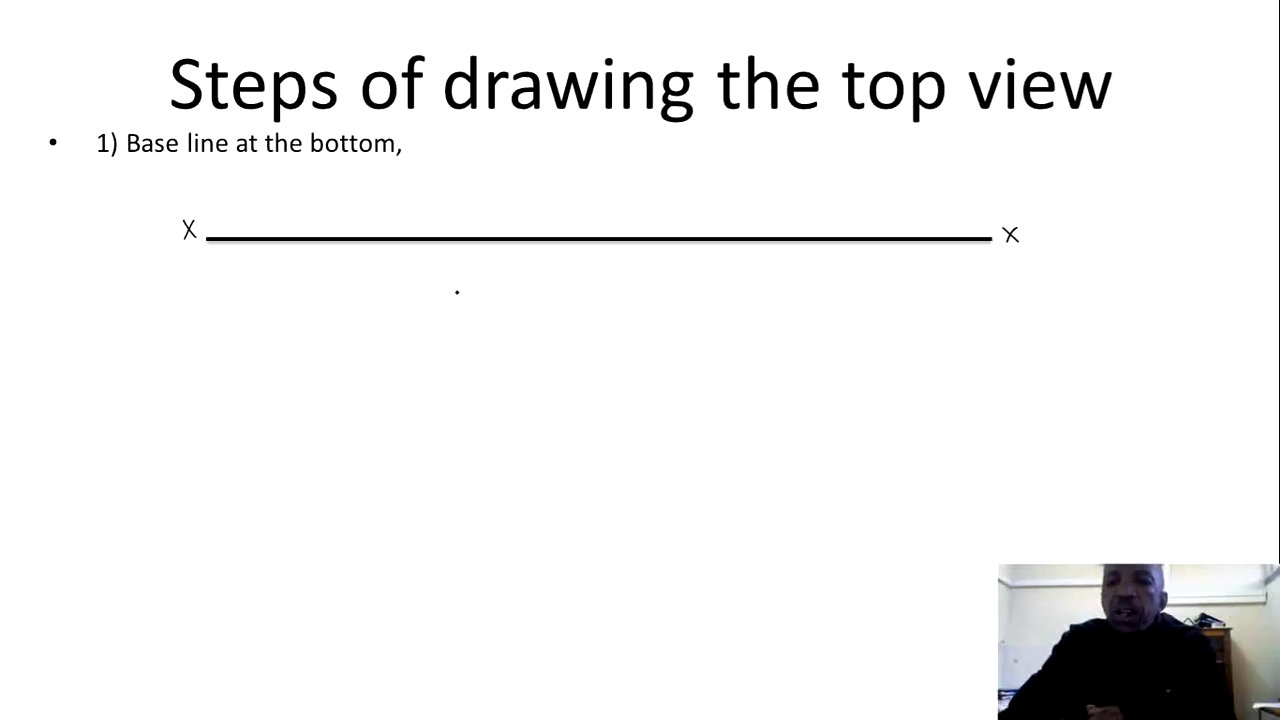 Steps of drawing the top view
• 1) Base line at the bottom,
X X